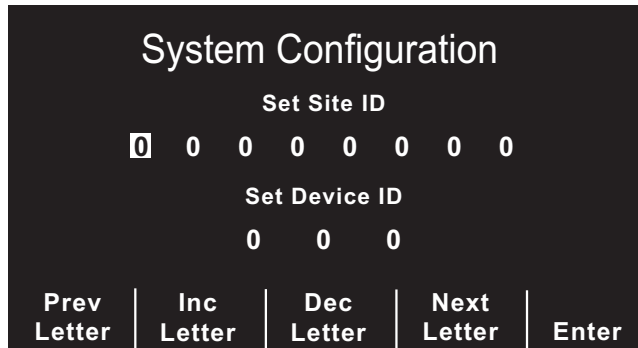 System Configuration
Set Site ID
0 0 0 0 0 0 0 0
Set Device ID
0 0 0
Prev Inc Dec Next
Letter Letter Letter Letter Enter